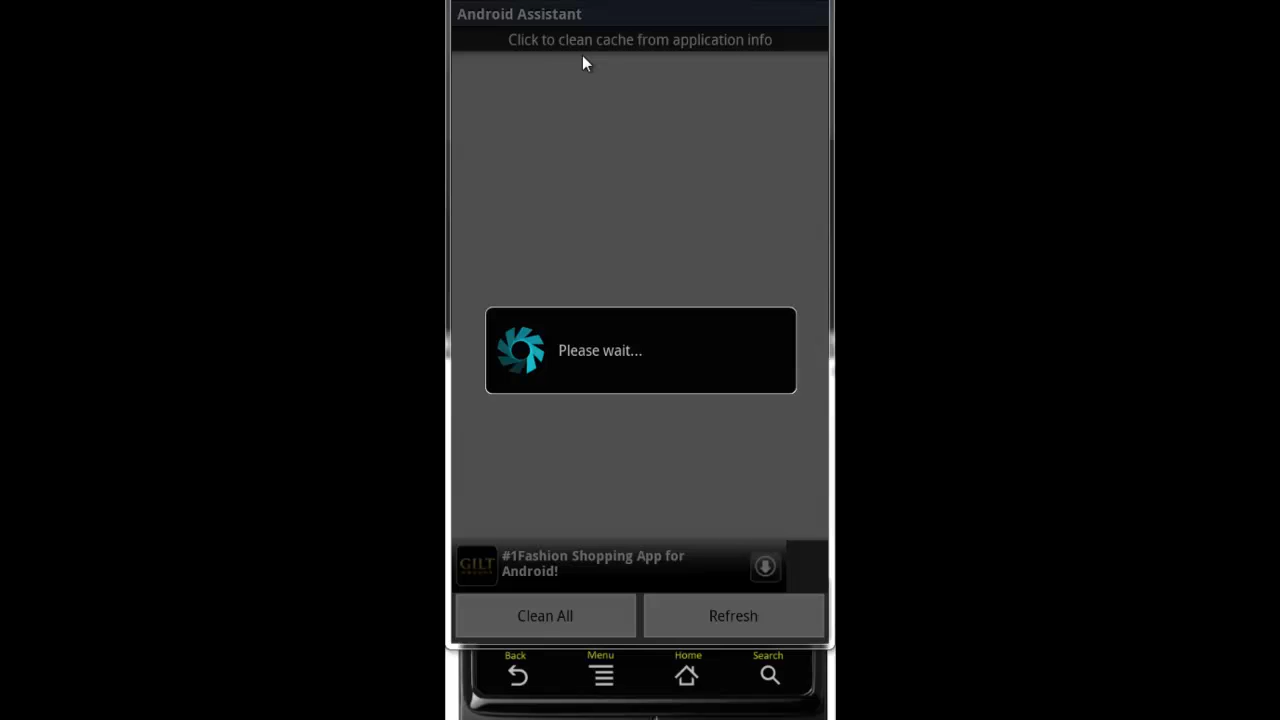 Android Assistant
Click to clean cache from application info
Please wait...
GILT
#1Fashion Shopping App for
Android!
Clean All
Refresh
Back
Menu
Home
Search